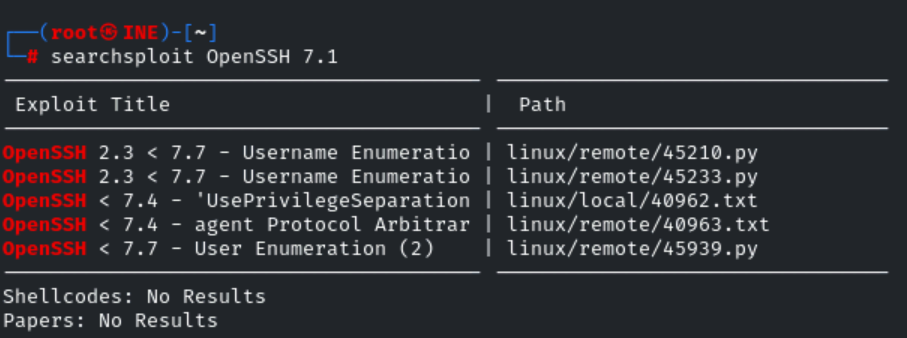 ┌──(root㉿INE)-[~]
└─# searchsploit OpenSSH 7.1
Exploit Title | Path
OpenSSH 2.3 < 7.7 - Username Enumeratio | linux/remote/45210.py
OpenSSH 2.3 < 7.7 - Username Enumeratio | linux/remote/45233.py
OpenSSH < 7.4 - 'UsePrivilegeSeparation | linux/local/40962.txt
OpenSSH < 7.4 - agent Protocol Arbitrar | linux/remote/40963.txt
OpenSSH < 7.7 - User Enumeration (2) | linux/remote/45939.py
Shellcodes: No Results
Papers: No Results